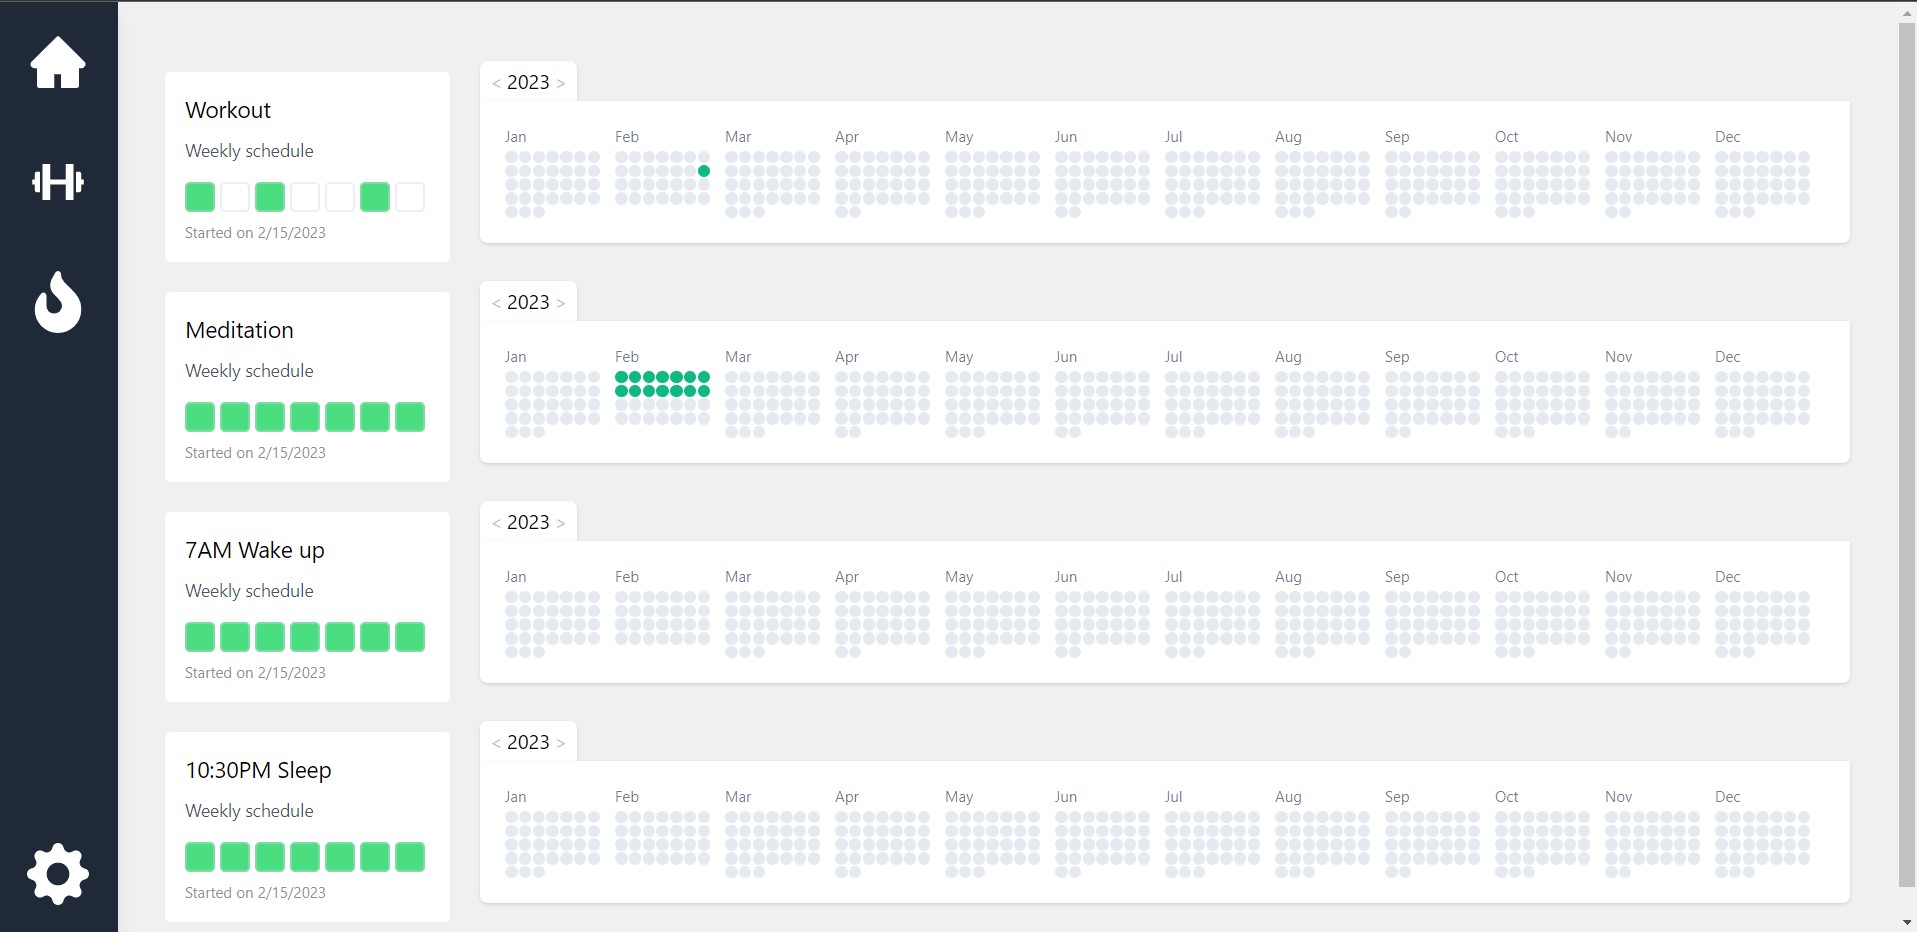 Workout
Weekly schedule
Started on 2/15/2023
< 2023 >
Jan Feb Mar Apr May Jun Jul Aug Sep Oct Nov Dec
Meditation
Weekly schedule
Started on 2/15/2023
< 2023 >
Jan Feb Mar Apr May Jun Jul Aug Sep Oct Nov Dec
7AM Wake up
Weekly schedule
Started on 2/15/2023
< 2023 >
Jan Feb Mar Apr May Jun Jul Aug Sep Oct Nov Dec
10:30PM Sleep
Weekly schedule
Started on 2/15/2023
< 2023 >
Jan Feb Mar Apr May Jun Jul Aug Sep Oct Nov Dec